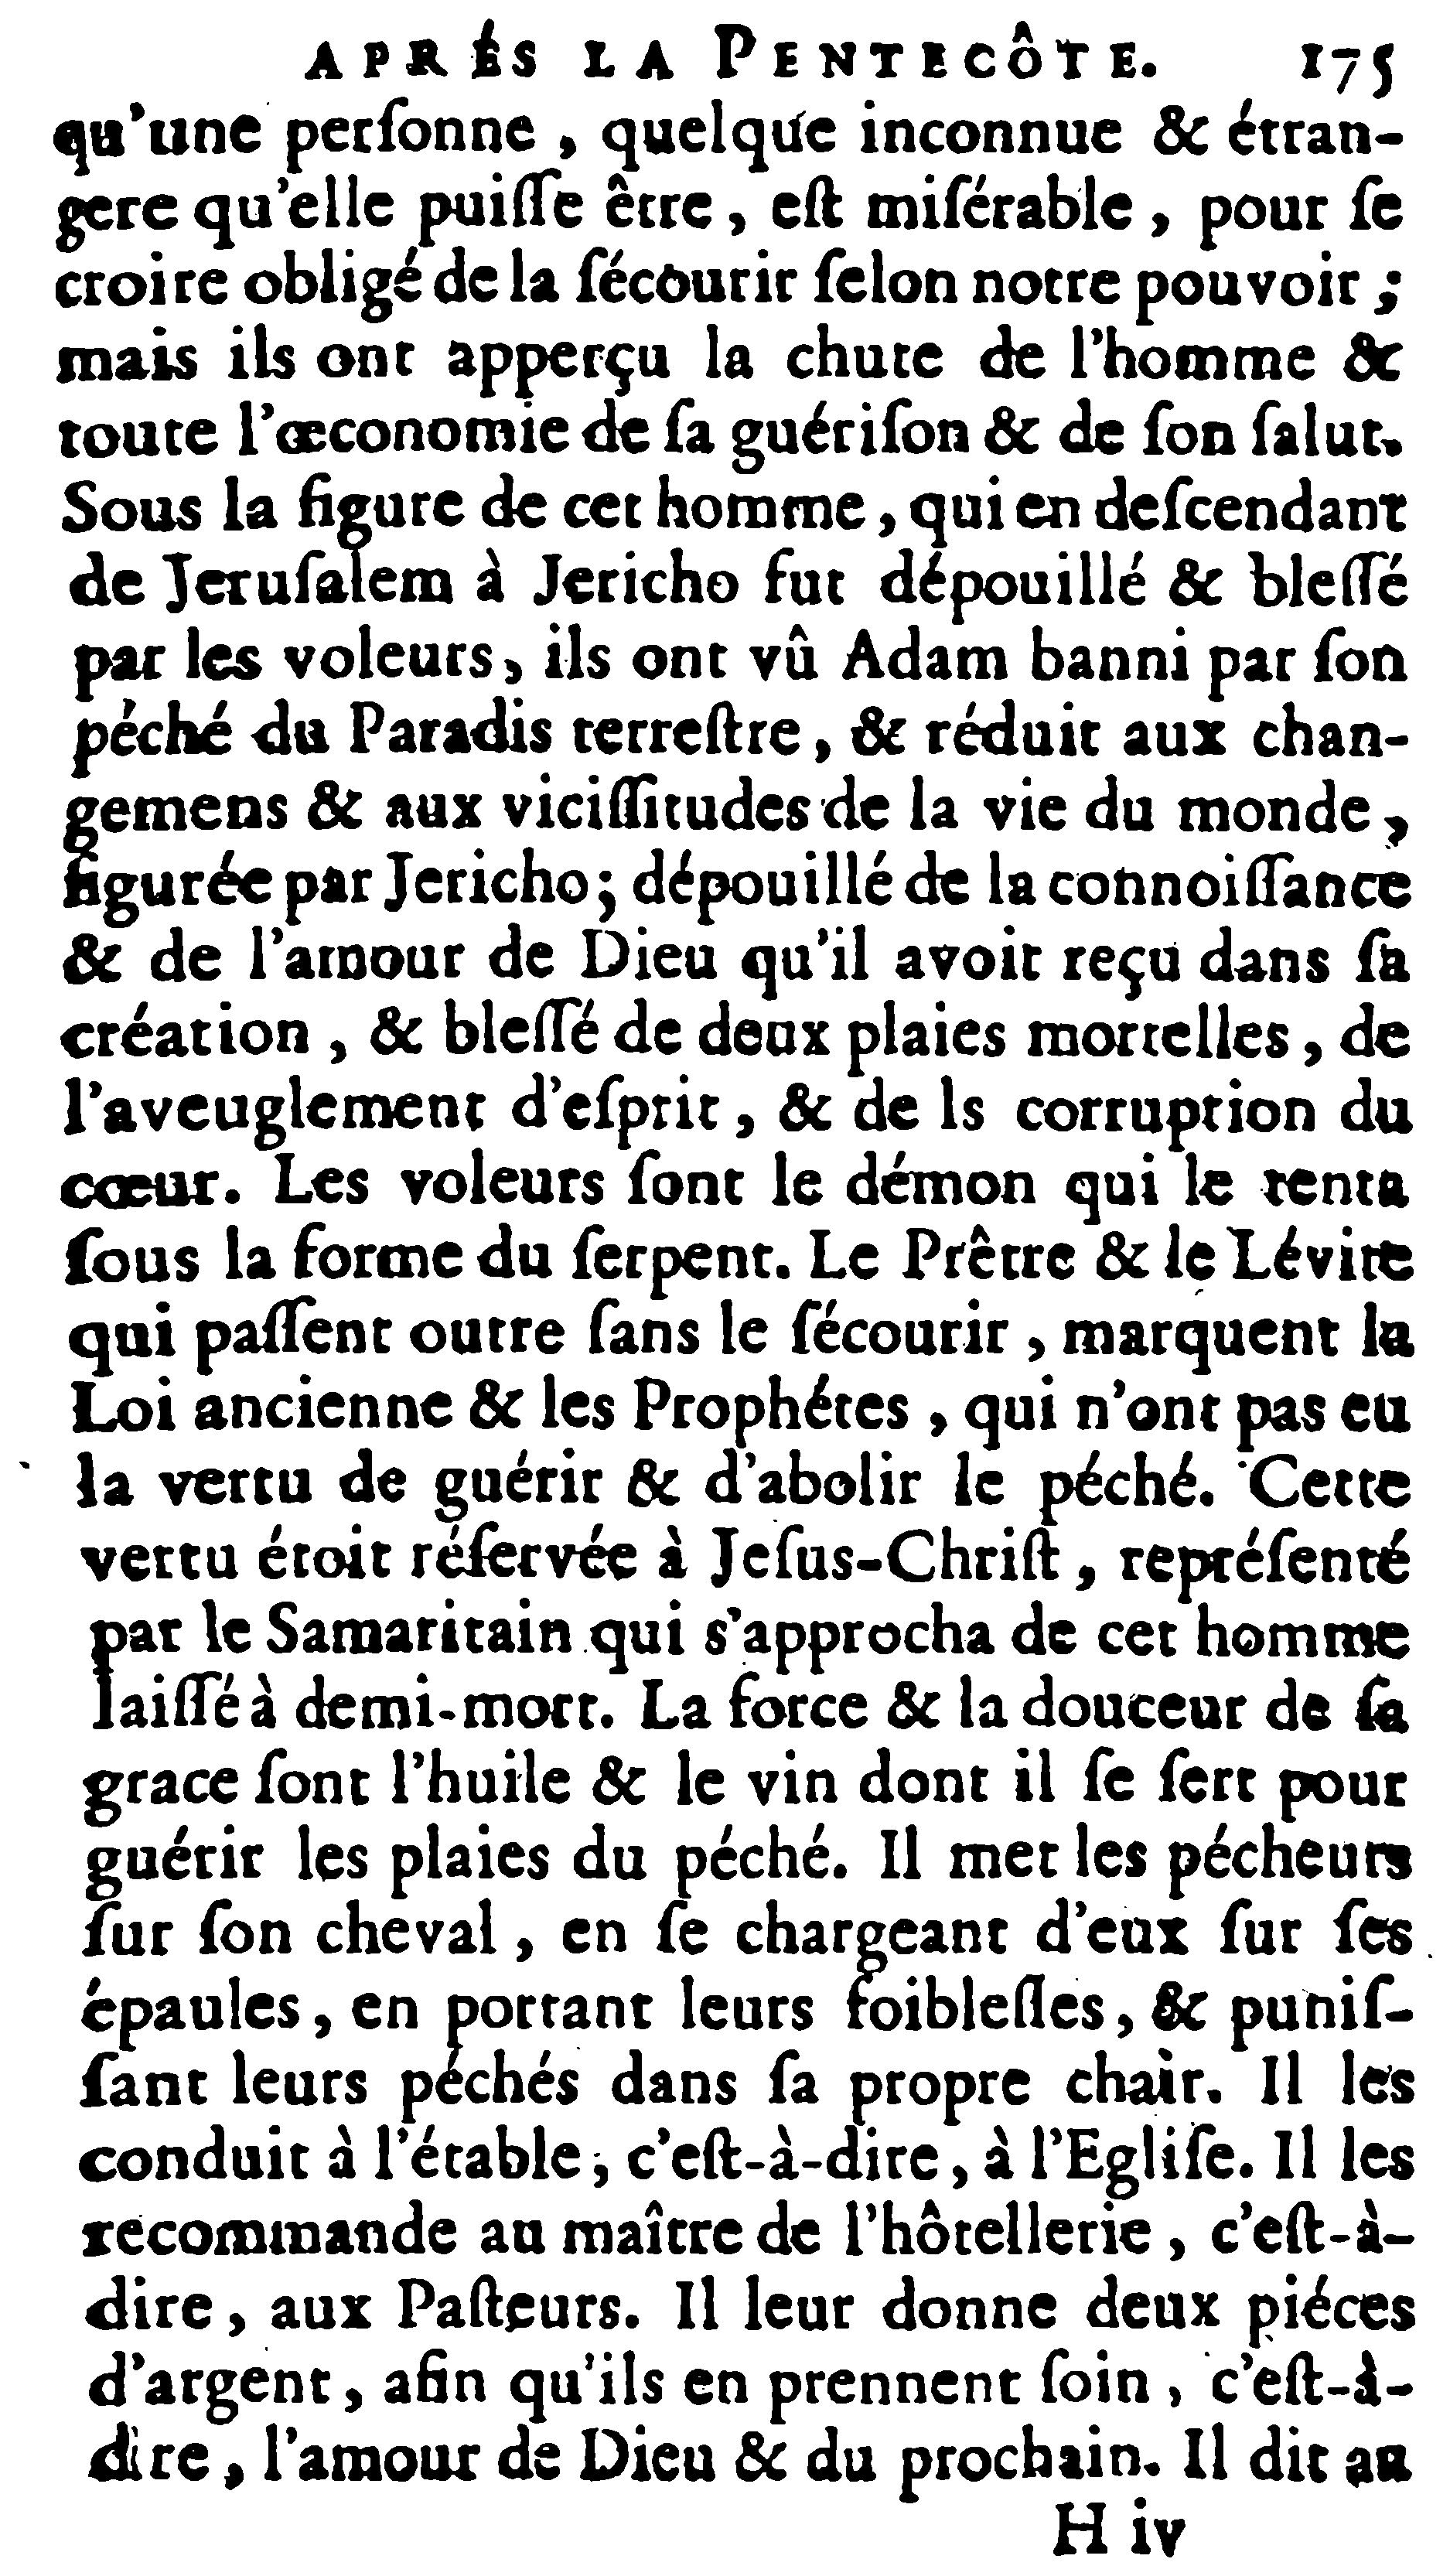 APRÉS LA PENTECÔTE. 175
qu'une perſonne, quelque inconnue & étran-
gere qu'elle puiſſe être, eſt miſérable, pour ſe
croire obligé de la ſécourir ſelon notre pouvoir;
mais ils ont apperçu la chute de l'homme &
toute l'œconomie de ſa guériſon & de ſon ſalut.
Sous la figure de cet homme, qui en deſcendant
de Jeruſalem à Jericho fut dépouillé & bleſſé
par les voleurs, ils ont vû Adam banni par ſon
péché du Paradis terreſtre, & réduit aux chan-
gemens & aux viciſſitudes de la vie du monde,
figurée par Jericho; dépouillé de la connoiſſance
& de l'amour de Dieu qu'il avoit reçu dans ſa
création, & bleſſé de deux plaies mortelles, de
l'aveuglement d'eſprit, & de ls corruption du
cœur. Les voleurs ſont le démon qui le tenta
ſous la forme du ſerpent. Le Prêtre & le Lévite
qui paſſent outre ſans le ſécourir, marquent la
Loi ancienne & les Prophétes, qui n'ont pas eu
la vertu de guérir & d'abolir le péché. Cette
vertu étoit réſervée à Jeſus-Chriſt, repréſenté
par le Samaritain qui s'approcha de cet homme
laiſſé à demi-mort. La force & la douceur de ſa
grace ſont l'huile & le vin dont il ſe ſert pour
guérir les plaies du péché. Il met les pécheurs
ſur ſon cheval, en ſe chargeant d'eux ſur ſes
épaules, en portant leurs foibleſſes, & puniſ-
ſant leurs péchés dans ſa propre chair. Il les
conduit à l'étable, c'eſt-à-dire, à l'Egliſe. Il les
recommande au maître de l'hôtellerie, c'eſt-à-
dire, aux Paſteurs. Il leur donne deux piéces
d'argent, afin qu'ils en prennent ſoin, c'eſt-à-
dire, l'amour de Dieu & du prochain. Il dit au
H iv